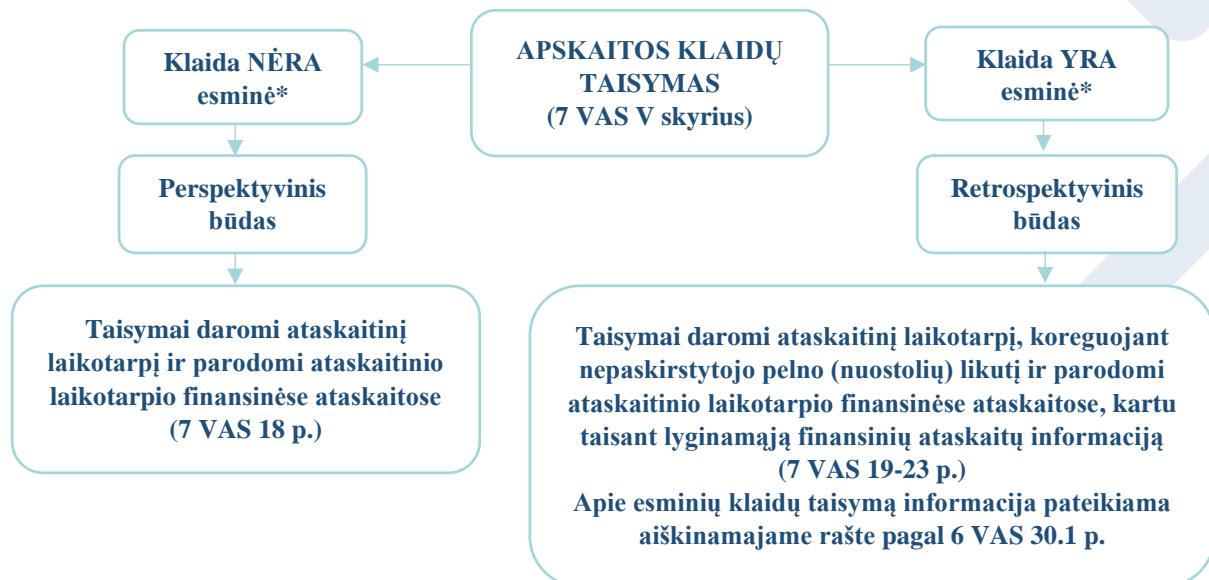 APSKAITOS KLAIDŲ
TAISYMAS
(7 VAS V skyrius)
Klaida NĖRA
esminė*
Perspektyvinis
būdas
Taisymai daromi ataskaitinį
laikotarpį ir parodomi ataskaitinio
laikotarpio finansinėse ataskaitose
(7 VAS 18 p.)
Klaida YRA
esminė*
Retrospektyvinis
būdas
Taisymai daromi ataskaitinį laikotarpį, koreguojant
nepaskirstytojo pelno (nuostolių) likutį ir parodomi
ataskaitinio laikotarpio finansinėse ataskaitose, kartu
taisant lyginamąją finansinių ataskaitų informaciją
(7 VAS 19-23 p.)
Apie esminių klaidų taisymą informacija pateikiama
aiškinamajame rašte pagal 6 VAS 30.1 p.